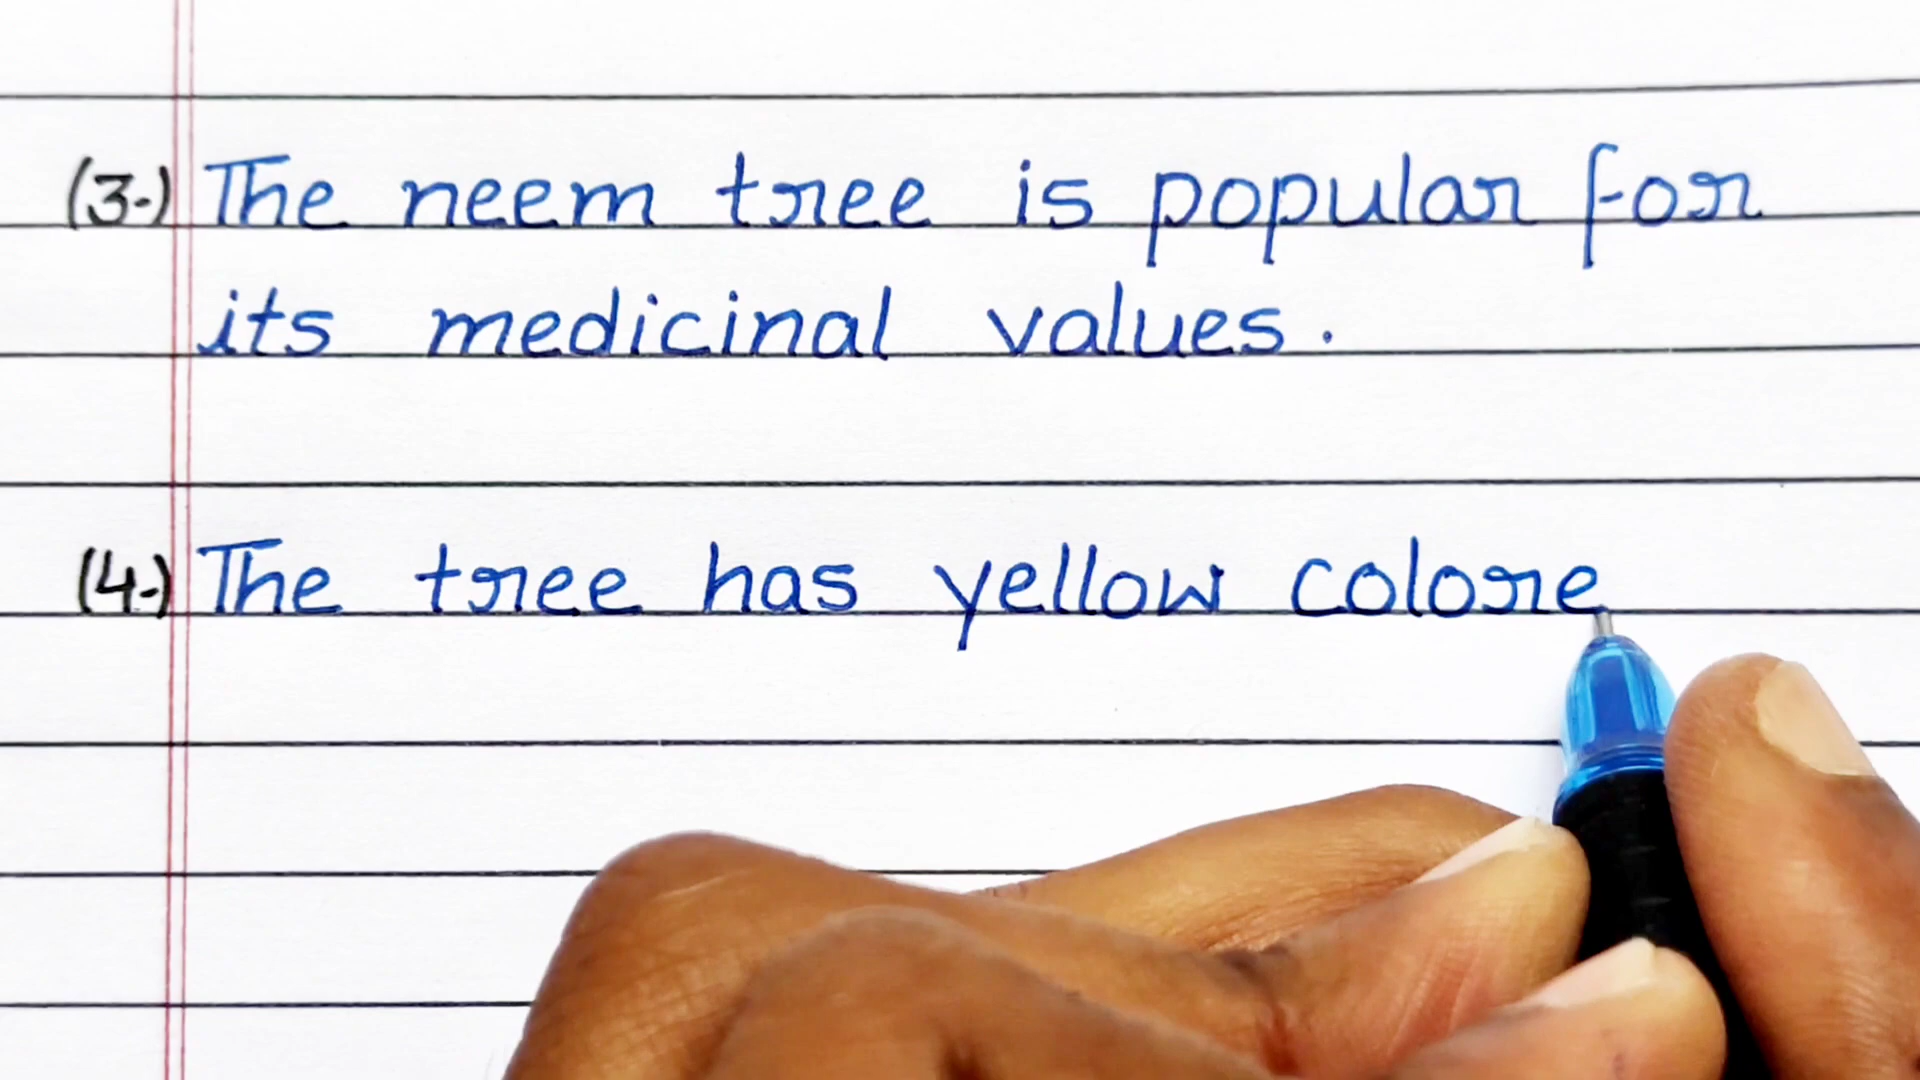 (3.) The neem tree is popular for
its medicinal values.
(4.) The tree has yellow colore